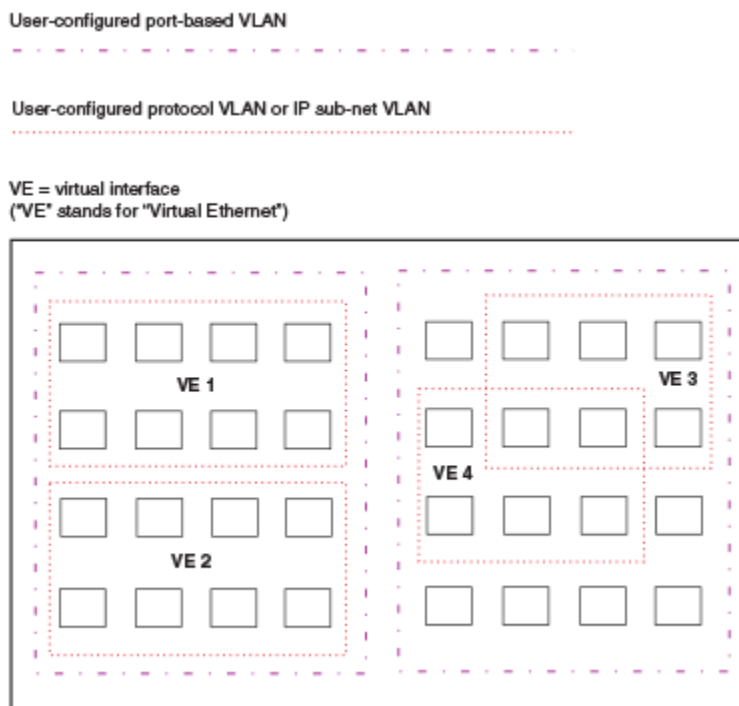 User-configured port-based VLAN
User-configured protocol VLAN or IP sub-net VLAN
VE = virtual interface
("VE" stands for "Virtual Ethernet")
VE 1
VE 3
VE 4
VE 2